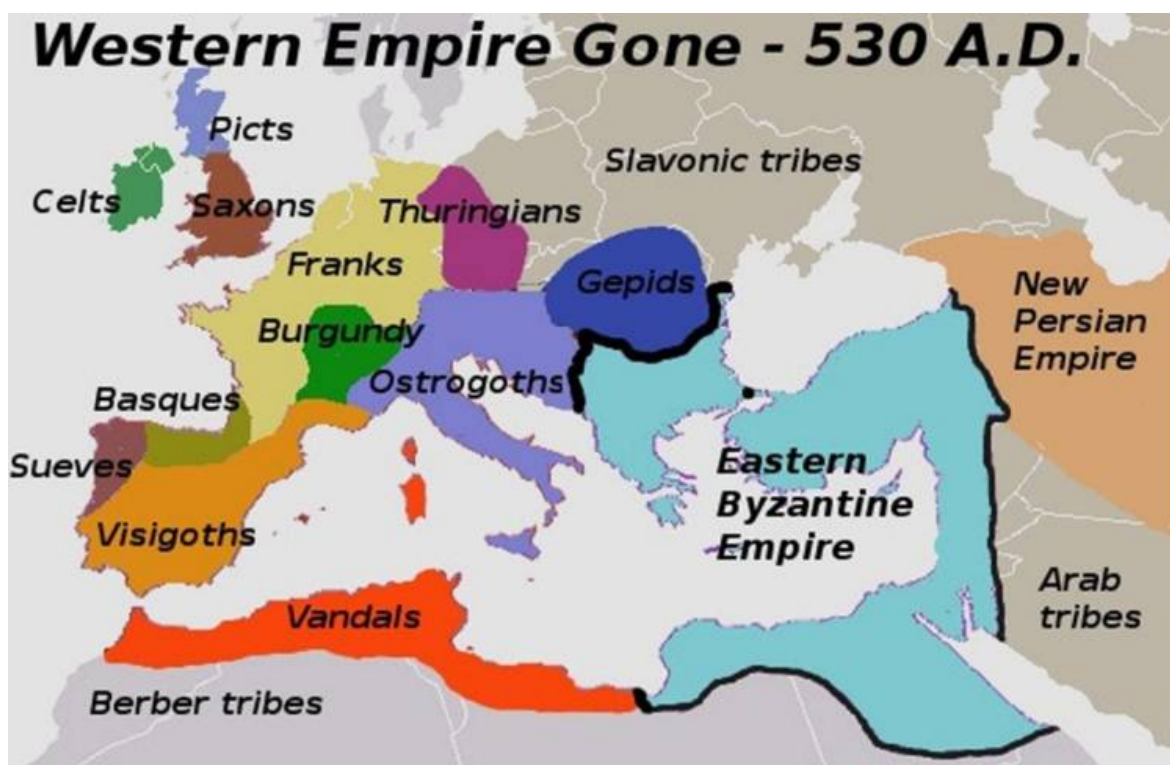 Western Empire Gone - 530 A.D.
Picts
Slavonic tribes
Celts
Saxons
Thuringians
Franks
Gepids
New
Persian
Empire
Burgundy
Ostrogoths
Basques
Sueves
Eastern
Byzantine
Empire
Visigoths
Arab
tribes
Vandals
Berber tribes